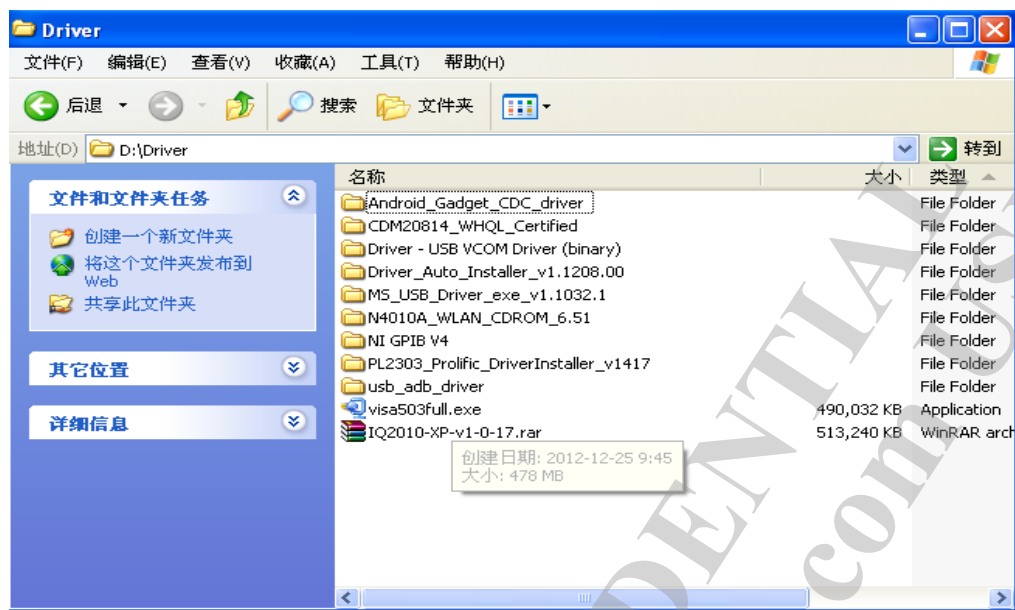 Driver
文件(F) 编辑(E) 查看(V) 收藏(A) 工具(T) 帮助(H)
后退 搜索 文件夹
地址(D) D:\Driver 转到
文件和文件夹任务
创建一个新文件夹
将这个文件夹发布到
Web
共享此文件夹
其它位置
详细信息
名称 大小 类型
Android_Gadget_CDC_driver File Folder
CDM20814_WHQL_Certified File Folder
Driver - USB VCOM Driver (binary) File Folder
Driver_Auto_Installer_v1.1208.00 File Folder
MS_USB_Driver_exe_v1.1032.1 File Folder
N4010A_WLAN_CDROM_6.51 File Folder
NI GPIB V4 File Folder
PL2303_Prolific_DriverInstaller_v1417 File Folder
usb_adb_driver File Folder
visa503full.exe 490,032 KB Application
IQ2010-XP-v1-0-17.rar 513,240 KB WinRAR arch
创建日期: 2012-12-25 9:45
大小: 478 MB
DENTIAL
com